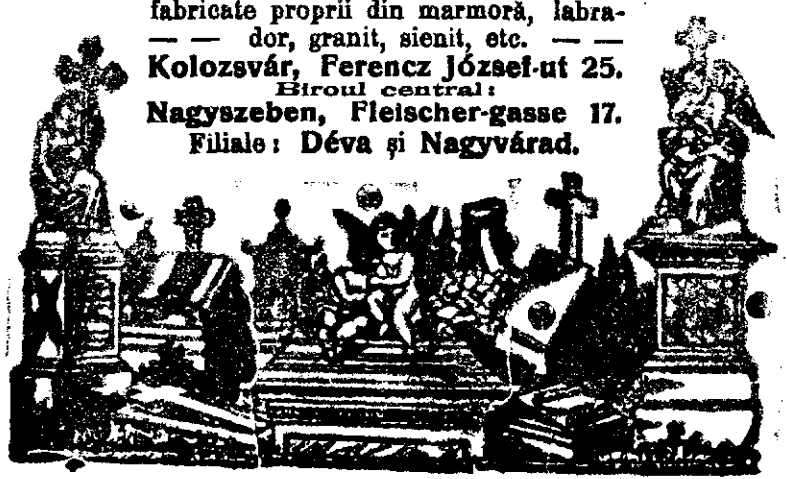 fabricate proprii din marmoră, labra-
— — dor, granit, sienit, etc. — —
Kolozsvár, Ferencz József-ut 25.
Biroul central:
Nagyszeben, Fleischer-gasse 17.
Filiale: Déva și Nagyvárad.